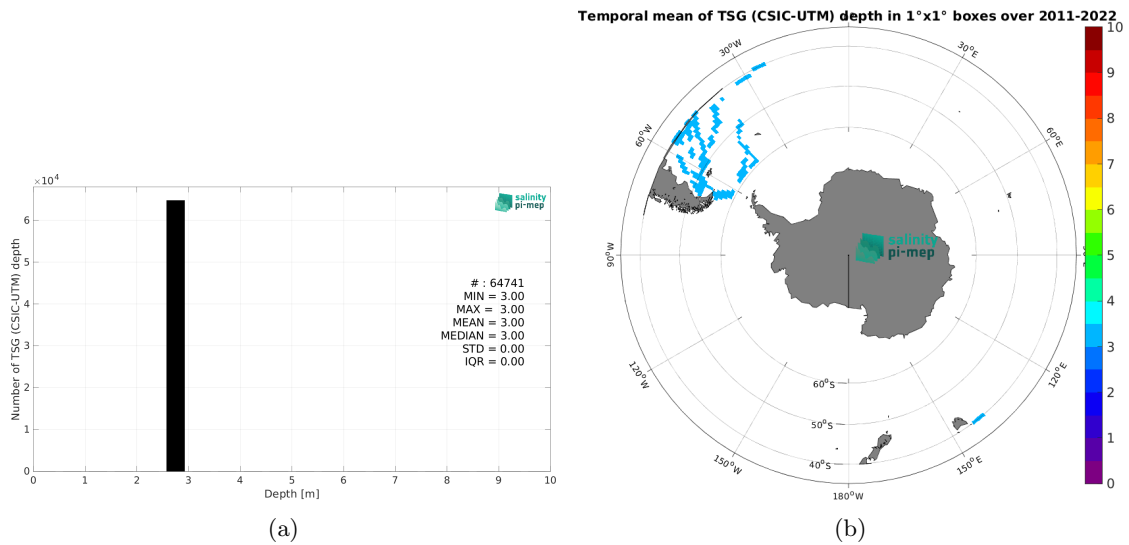 ×10⁴
6
5
4
3
2
1
0
Number of TSG (CSIC-UTM) depth
salinity
pi-mep
# : 64741
MIN = 3.00
MAX = 3.00
MEAN = 3.00
MEDIAN = 3.00
STD = 0.00
IQR = 0.00
0 1 2 3 4 5 6 7 8 9 10
Depth [m]
(a)
Temporal mean of TSG (CSIC-UTM) depth in 1°x1° boxes over 2011-2022
30°W
30°E
60°W
60°E
90°W
salinity
pi-mep
120°W
120°E
60°S
50°S
40°S
150°W
150°E
180°W
10
9
8
7
6
5
4
3
2
1
0
(b)